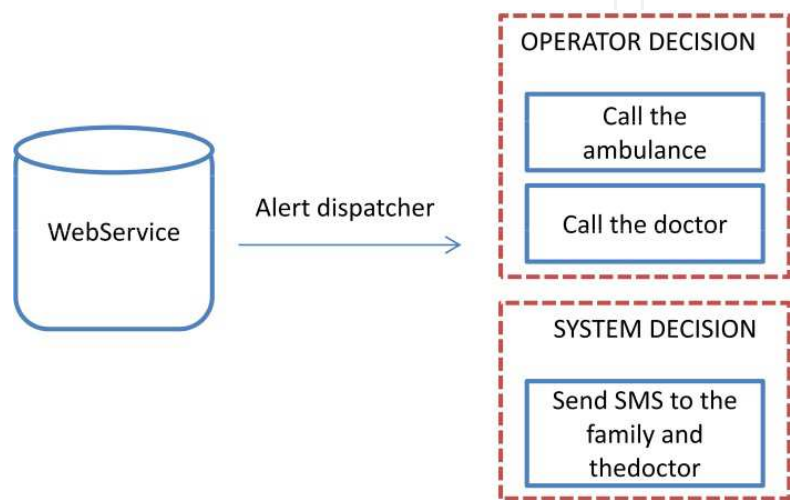 WebService
Alert dispatcher
OPERATOR DECISION
Call the
ambulance
Call the doctor
SYSTEM DECISION
Send SMS to the
family and
thedoctor